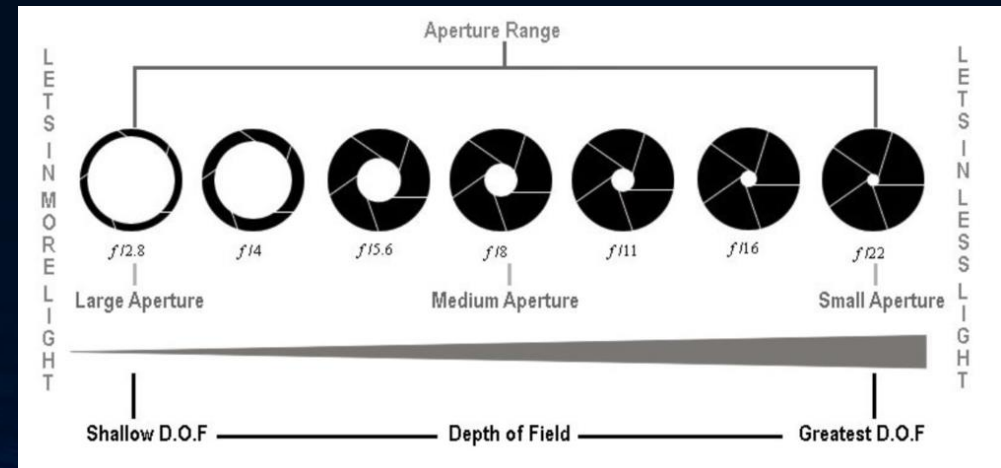 Aperture Range
LETS IN MORE LIGHT
LETS IN LESS LIGHT
f/2.8 f/4 f/5.6 f/8 f/11 f/16 f/22
Large Aperture Medium Aperture Small Aperture
Shallow D.O.F Depth of Field Greatest D.O.F